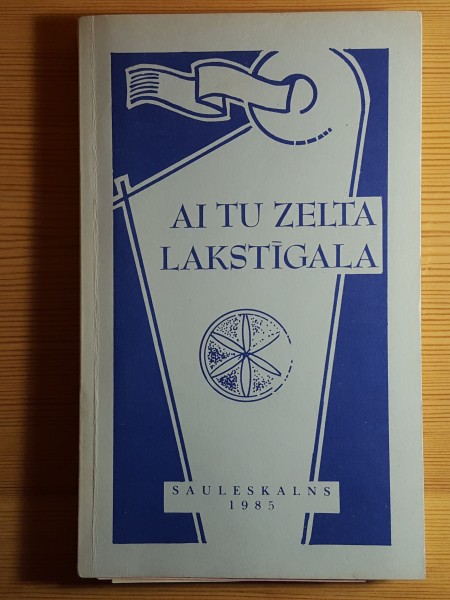 AI TU ZELTA
LAKSTĪGALA
SAULESKALNS
1985